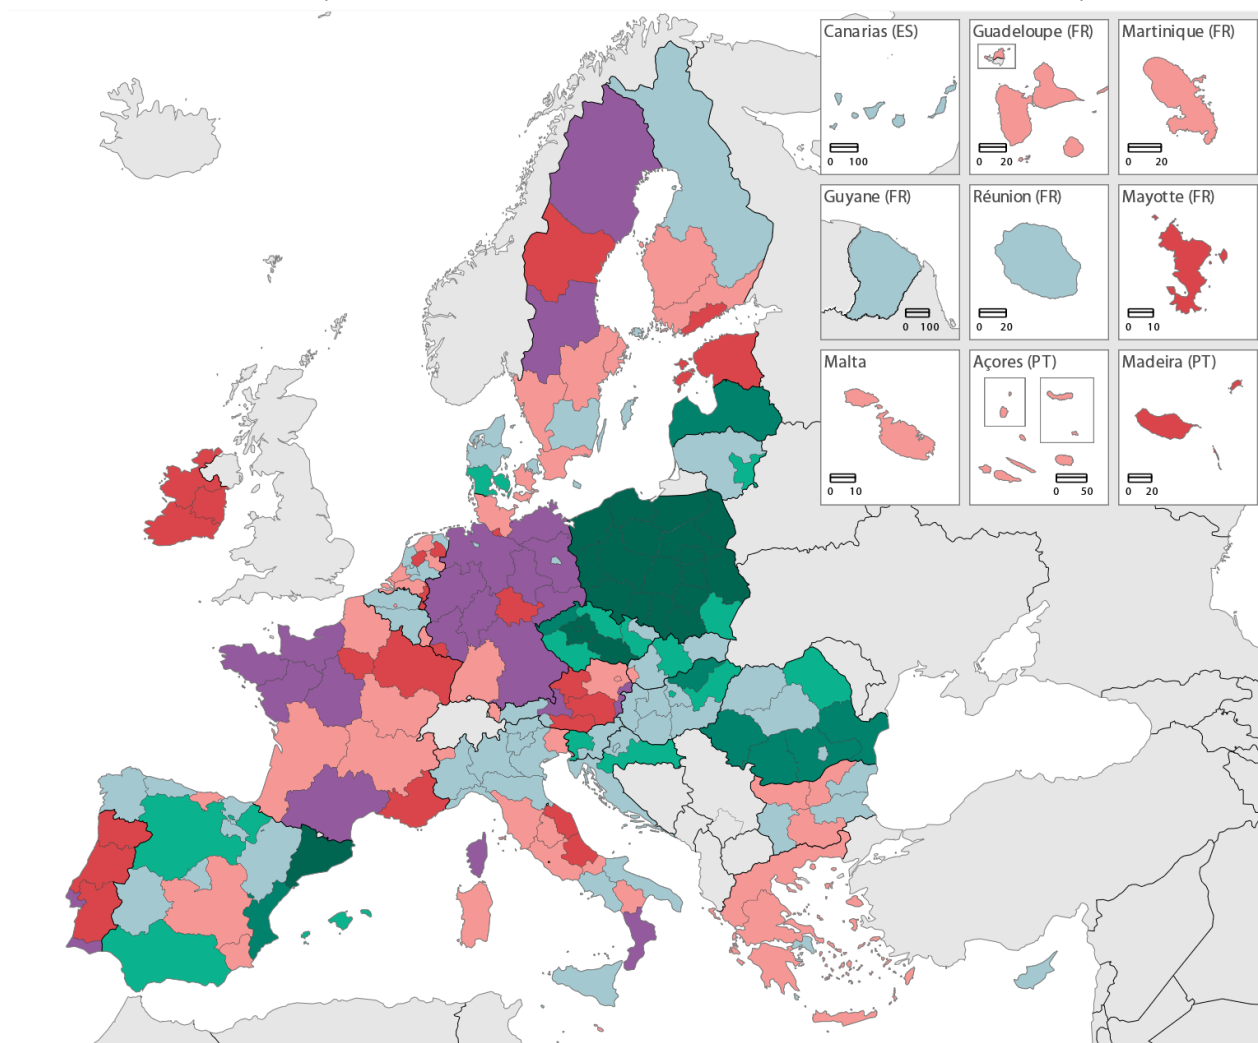 Canarias (ES)
0 100
Guadeloupe (FR)
0 20
Martinique (FR)
0 20
Guyane (FR)
0 100
Réunion (FR)
0 20
Mayotte (FR)
0 10
Malta
0 10
Açores (PT)
0 50
Madeira (PT)
0 20